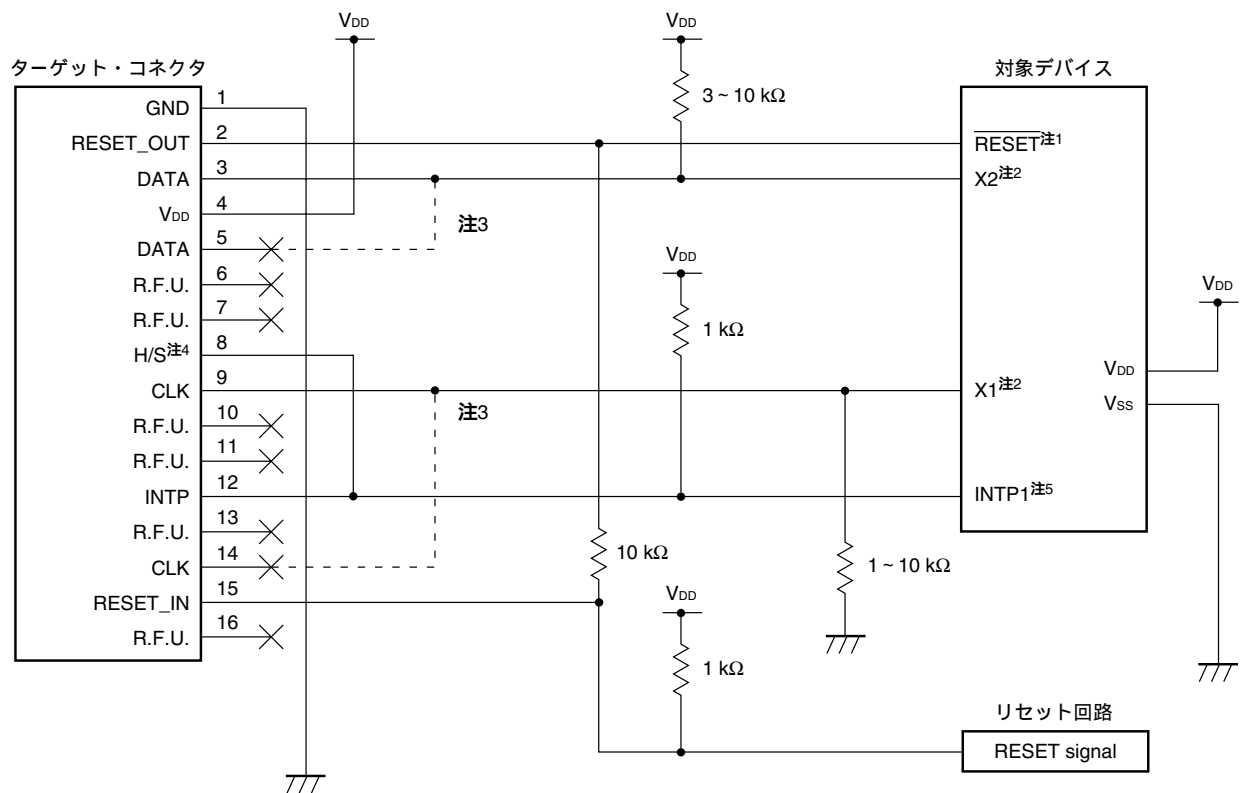 VDD
VDD
ターゲット・コネクタ
対象デバイス
GND 1
3 ~ 10 kΩ
RESET_OUT 2
RESET注1
DATA 3
X2注2
VDD 4
注3
DATA 5
VDD
R.F.U. 6
VDD
R.F.U. 7
1 kΩ
H/S注4 8
VDD
CLK 9
X1注2
注3
VSS
R.F.U. 10
R.F.U. 11
INTP 12
INTP1注5
R.F.U. 13
10 kΩ
1 ~ 10 kΩ
CLK 14
RESET_IN 15
VDD
R.F.U. 16
1 kΩ
リセット回路
RESET signal